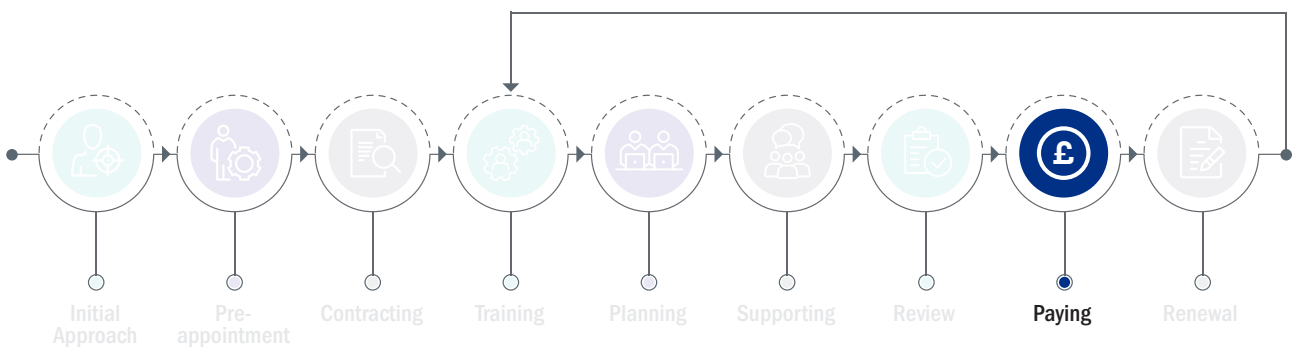 £
Initial
Approach
Pre-
appointment
Contracting
Training
Planning
Supporting
Review
Paying
Renewal